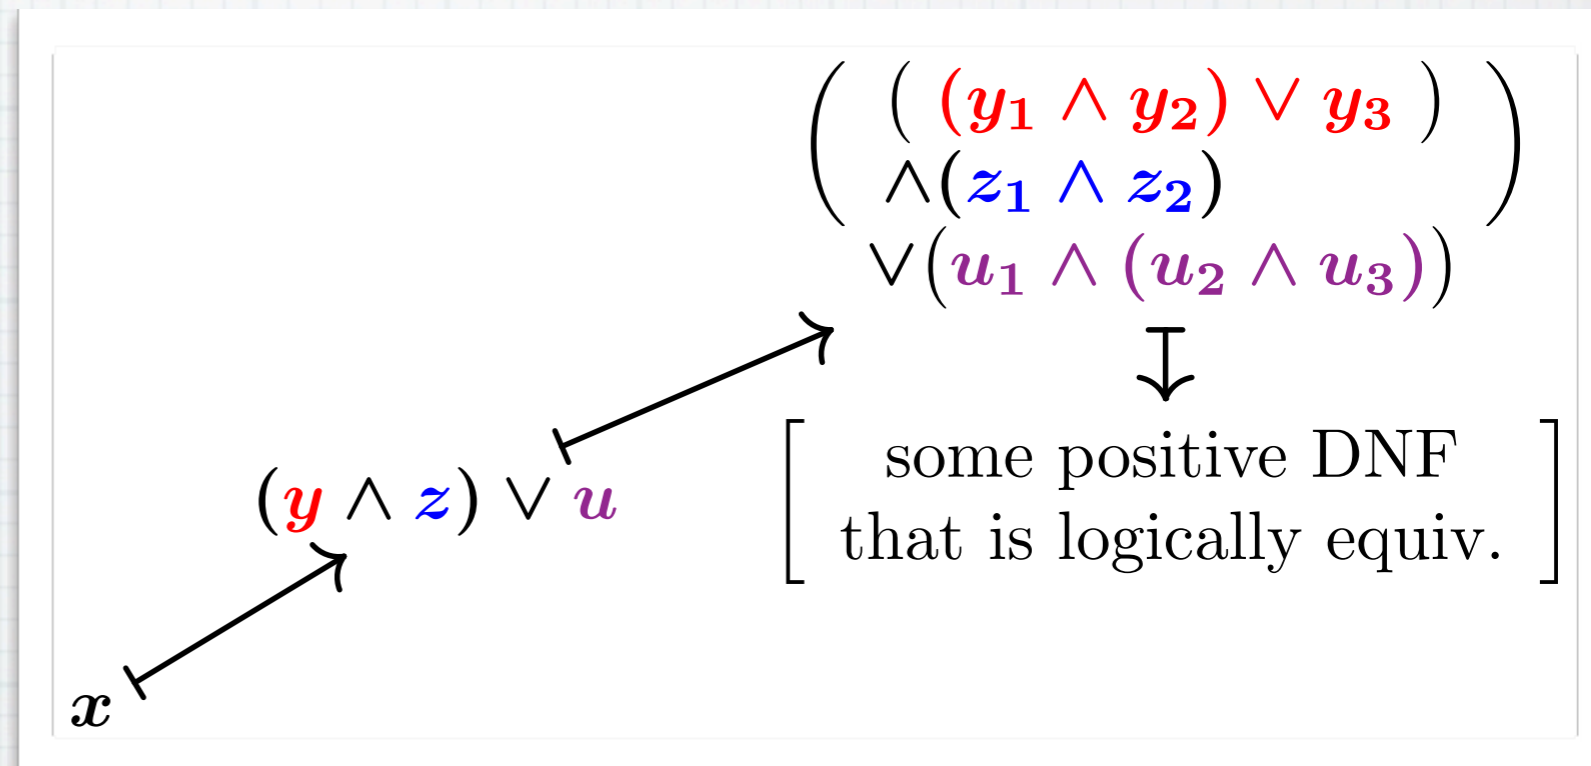 ( ( (y₁ ∧ y₂) ∨ y₃ ) )
∧(z₁ ∧ z₂)
∨(u₁ ∧ (u₂ ∧ u₃))
some positive DNF
that is logically equiv.
(y ∧ z) ∨ u
x